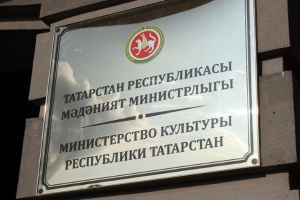 ТАТАРСТАН РЕСПУБЛИКАСЫ
МӘДӘНИЯТ МИНИСТРЛЫГЫ
МИНИСТЕРСТВО КУЛЬТУРЫ
РЕСПУБЛИКИ ТАТАРСТАН